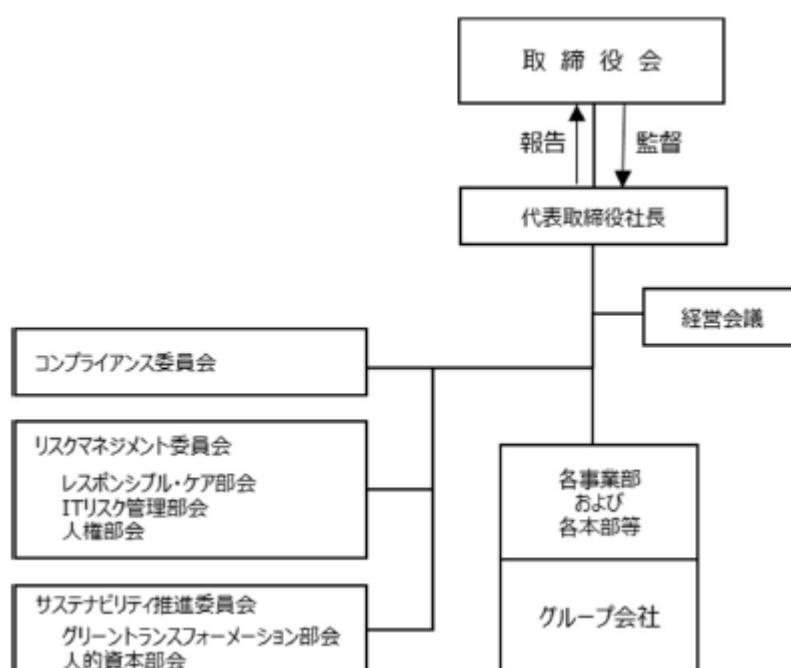 取締役会
報告
監督
代表取締役社長
経営会議
コンプライアンス委員会
リスクマネジメント委員会
レスポンシブル・ケア部会
ITリスク管理部会
人権部会
各事業部
および
各本部等
サステナビリティ推進委員会
グリーントランスフォーメーション部会
人的資本部会
グループ会社